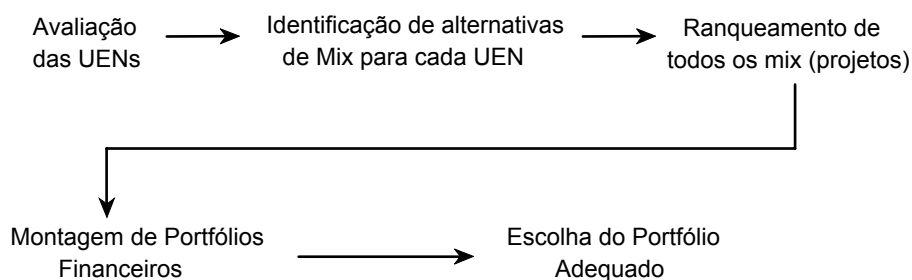 Avaliação
das UENs
Identificação de alternativas
de Mix para cada UEN
Ranqueamento de
todos os mix (projetos)
Montagem de Portfólios
Financeiros
Escolha do Portfólio
Adequado